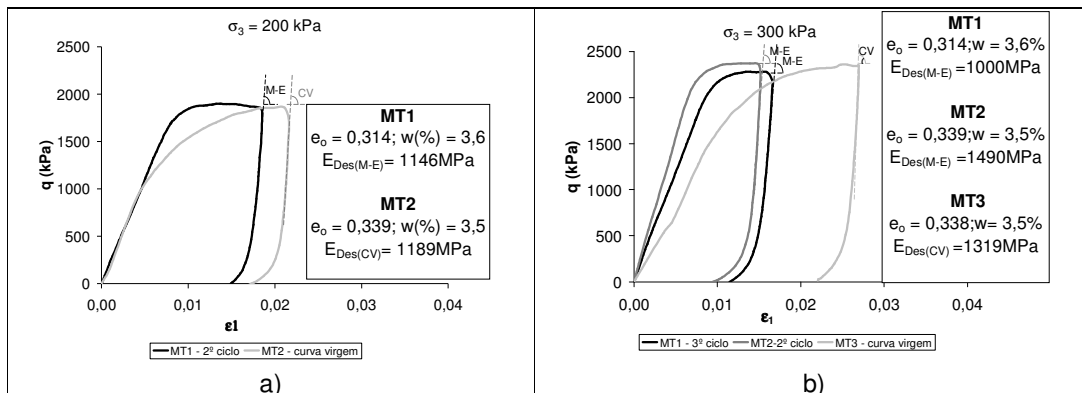 σ3 = 200 kPa
2500
2000
1500
1000
500
0
q (kPa)
0,00
0,01
0,02
0,03
0,04
ε1
M-E
CV
MT1
eo = 0,314; w(%) = 3,6
EDes(M-E)= 1146MPa
MT2
eo = 0,339; w(%) = 3,5
EDes(CV)= 1189MPa
MT1 - 2º ciclo
MT2 - curva virgem
a)
σ3 = 300 kPa
2500
2000
1500
1000
500
0
q (kPa)
0,00
0,01
0,02
0,03
0,04
ε1
M-E
M-E
CV
MT1
eo = 0,314;w = 3,6%
EDes(M-E) =1000MPa
MT2
eo = 0,339;w = 3,5%
EDes(M-E) =1490MPa
MT3
eo = 0,338;w= 3,5%
EDes(CV) =1319MPa
MT1 - 3º ciclo
MT2-2º ciclo
MT3 - curva virgem
b)